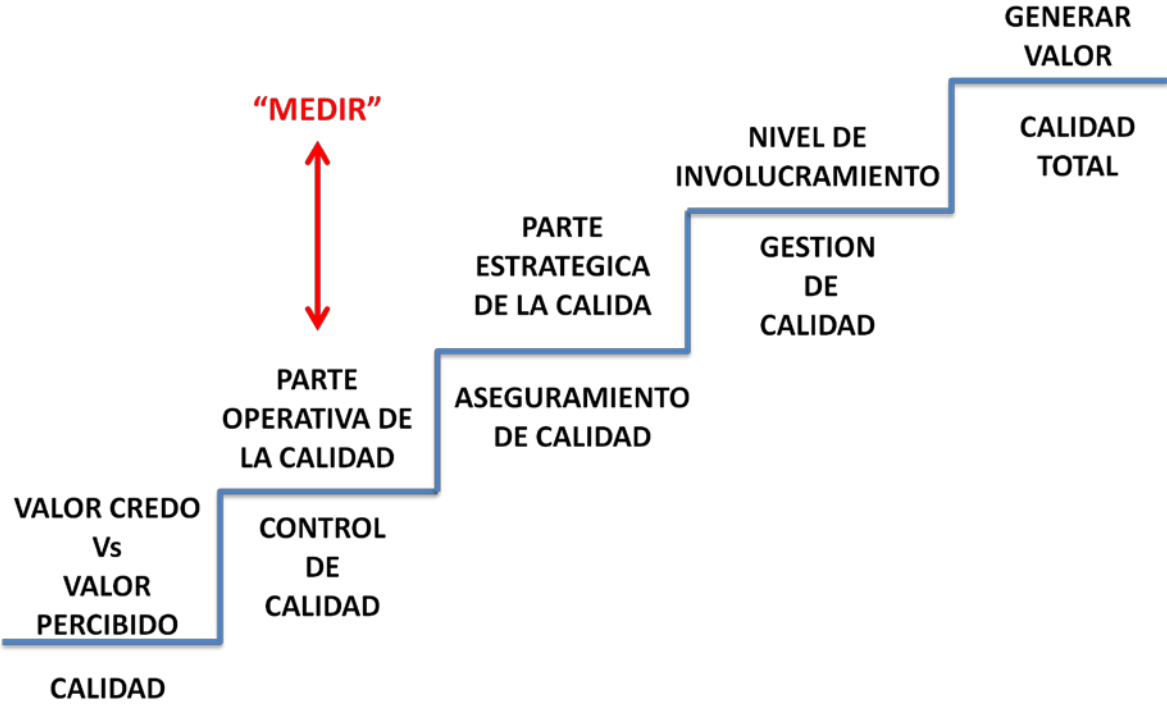 GENERAR
VALOR
CALIDAD
TOTAL
NIVEL DE
INVOLUCRAMIENTO
GESTION
DE
CALIDAD
PARTE
ESTRATEGICA
DE LA CALIDA
ASEGURAMIENTO
DE CALIDAD
“MEDIR”
PARTE
OPERATIVA DE
LA CALIDAD
CONTROL
DE
CALIDAD
VALOR CREDO
Vs
VALOR
PERCIBIDO
CALIDAD